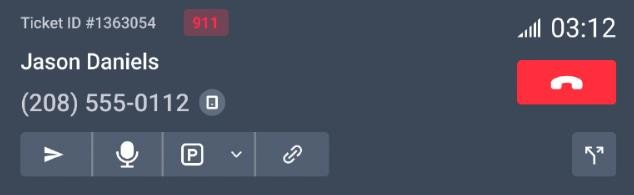 Ticket ID #1363054 911
03:12
Jason Daniels
(208) 555-0112
P